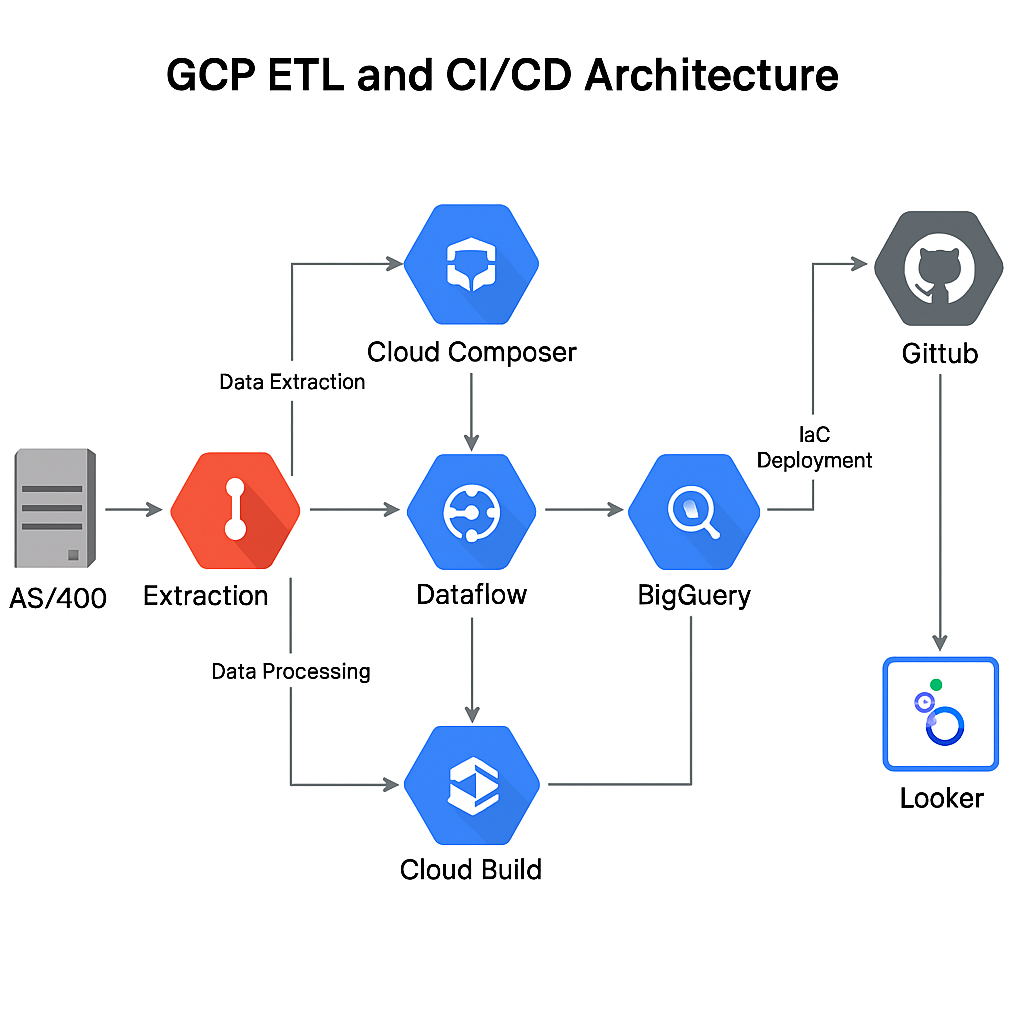 GCP ETL and CI/CD Architecture
Cloud Composer
Gittub
Data Extraction
IaC
Deployment
AS/400
Extraction
Dataflow
BigGuery
Data Processing
Looker
Cloud Build